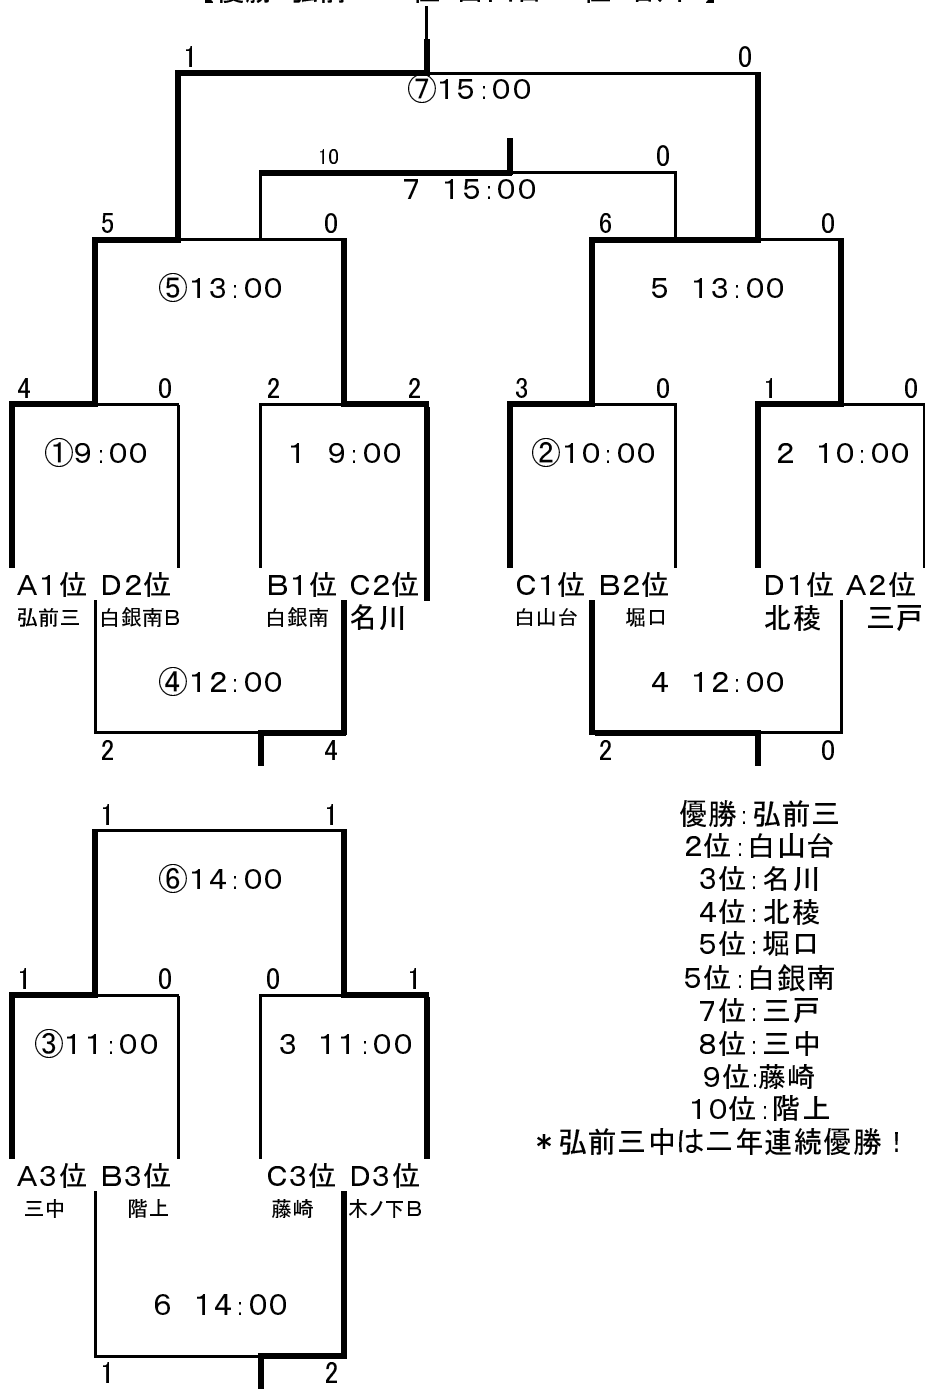 1 0
⑦15:00
10 0
7 15:00
5 0 6 0
⑤13:00 5 13:00
4 0 2 2 3 0 1 0
①9:00 1 9:00 ②10:00 2 10:00
A1位 D2位 B1位 C2位 C1位 B2位 D1位 A2位
弘前三 白銀南B 白銀南 名川 白山台 堀口 北稜 三戸
④12:00 4 12:00
2 4 2 0
1 1
⑥14:00
1 0 0 1
③11:00 3 11:00
A3位 B3位 C3位 D3位
三中 階上 藤崎 木ノ下B
6 14:00
1 2
優勝:弘前三
2位:白山台
3位:名川
4位:北稜
5位:堀口
5位:白銀南
7位:三戸
8位:三中
9位:藤崎
10位:階上
*弘前三中は二年連続優勝!